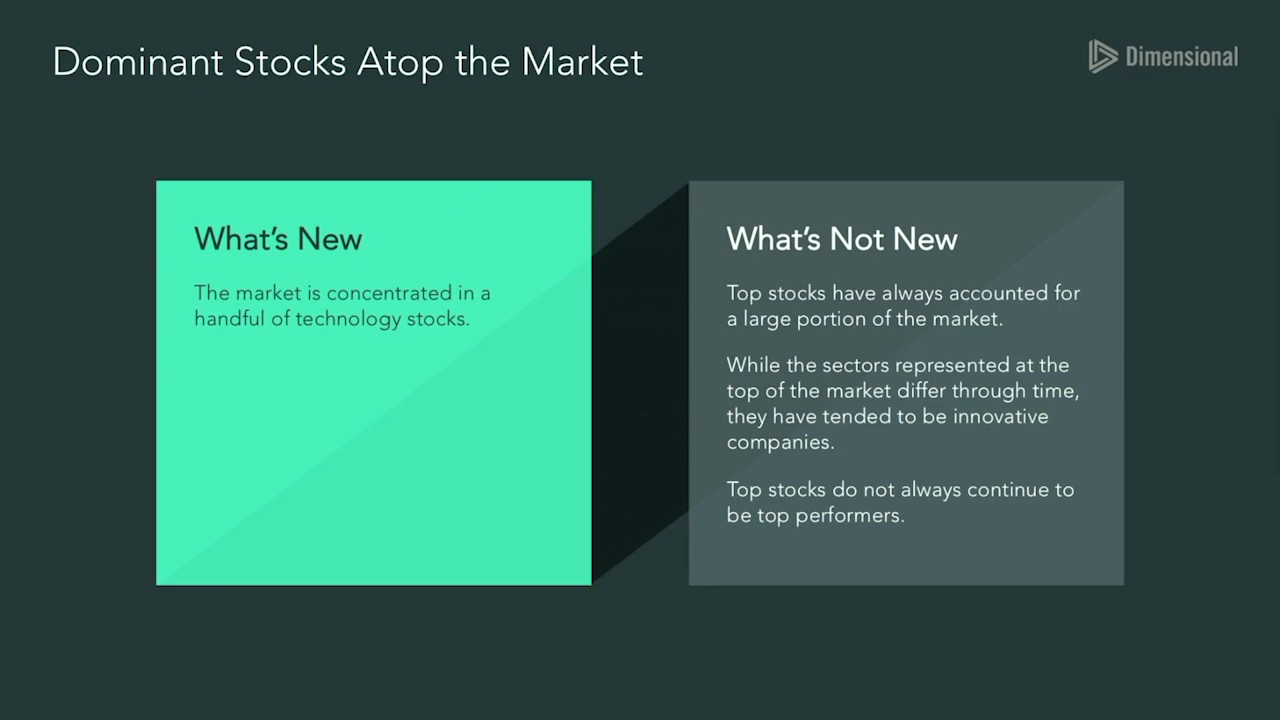 Dominant Stocks Atop the Market
Dimensional
What's New
The market is concentrated in a
handful of technology stocks.
What's Not New
Top stocks have always accounted for
a large portion of the market.
While the sectors represented at the
top of the market differ through time,
they have tended to be innovative
companies.
Top stocks do not always continue to
be top performers.